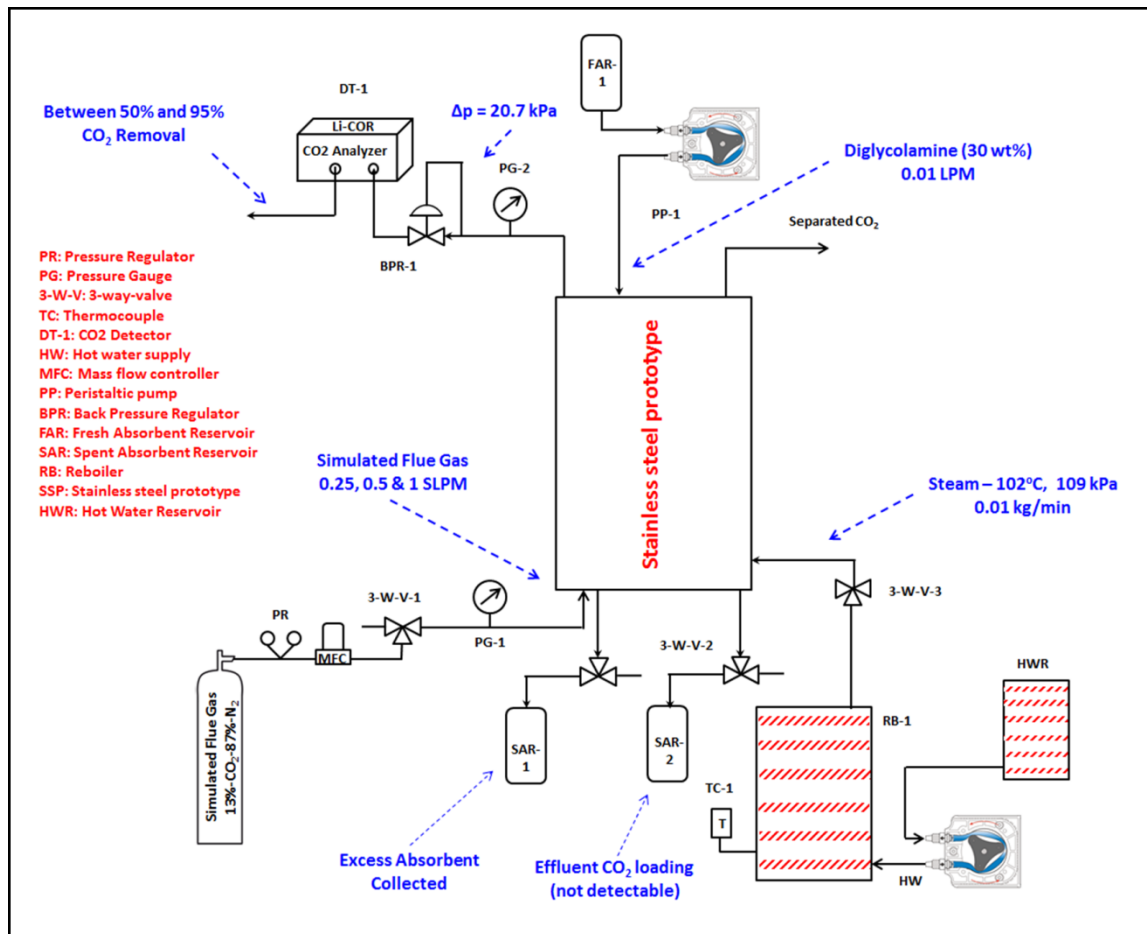 FAR-
1
DT-1
Between 50% and 95%
CO₂ Removal
Li-COR
CO2 Analyzer
Δp = 20.7 kPa
PG-2
Diglycolamine (30 wt%)
0.01 LPM
PP-1
Separated CO₂
BPR-1
PR: Pressure Regulator
PG: Pressure Gauge
3-W-V: 3-way-valve
TC: Thermocouple
DT-1: CO2 Detector
HW: Hot water supply
MFC: Mass flow controller
PP: Peristaltic pump
BPR: Back Pressure Regulator
FAR: Fresh Absorbent Reservoir
SAR: Spent Absorbent Reservoir
RB: Reboiler
SSP: Stainless steel prototype
HWR: Hot Water Reservoir
Stainless steel prototype
Simulated Flue Gas
0.25, 0.5 & 1 SLPM
Steam – 102°C, 109 kPa
0.01 kg/min
3-W-V-1
PR
MFC
PG-1
3-W-V-2
3-W-V-3
HWR
Simulated Flue Gas
13%-CO₂-87%-N₂
SAR-
1
SAR-
2
RB-1
TC-1
T
HW
Excess Absorbent
Collected
Effluent CO₂ loading
(not detectable)